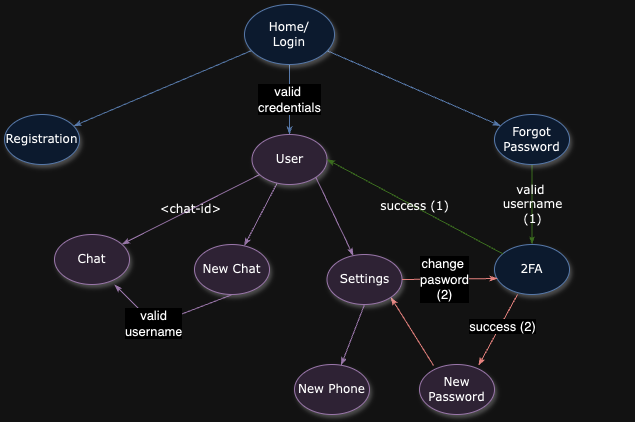 Home/
Login
valid
credentials
Registration
Forgot
Password
User
valid
username
(1)
success (1)
<chat-id>
Chat
New Chat
Settings
change
pasword
(2)
2FA
valid
username
success (2)
New Phone
New
Password